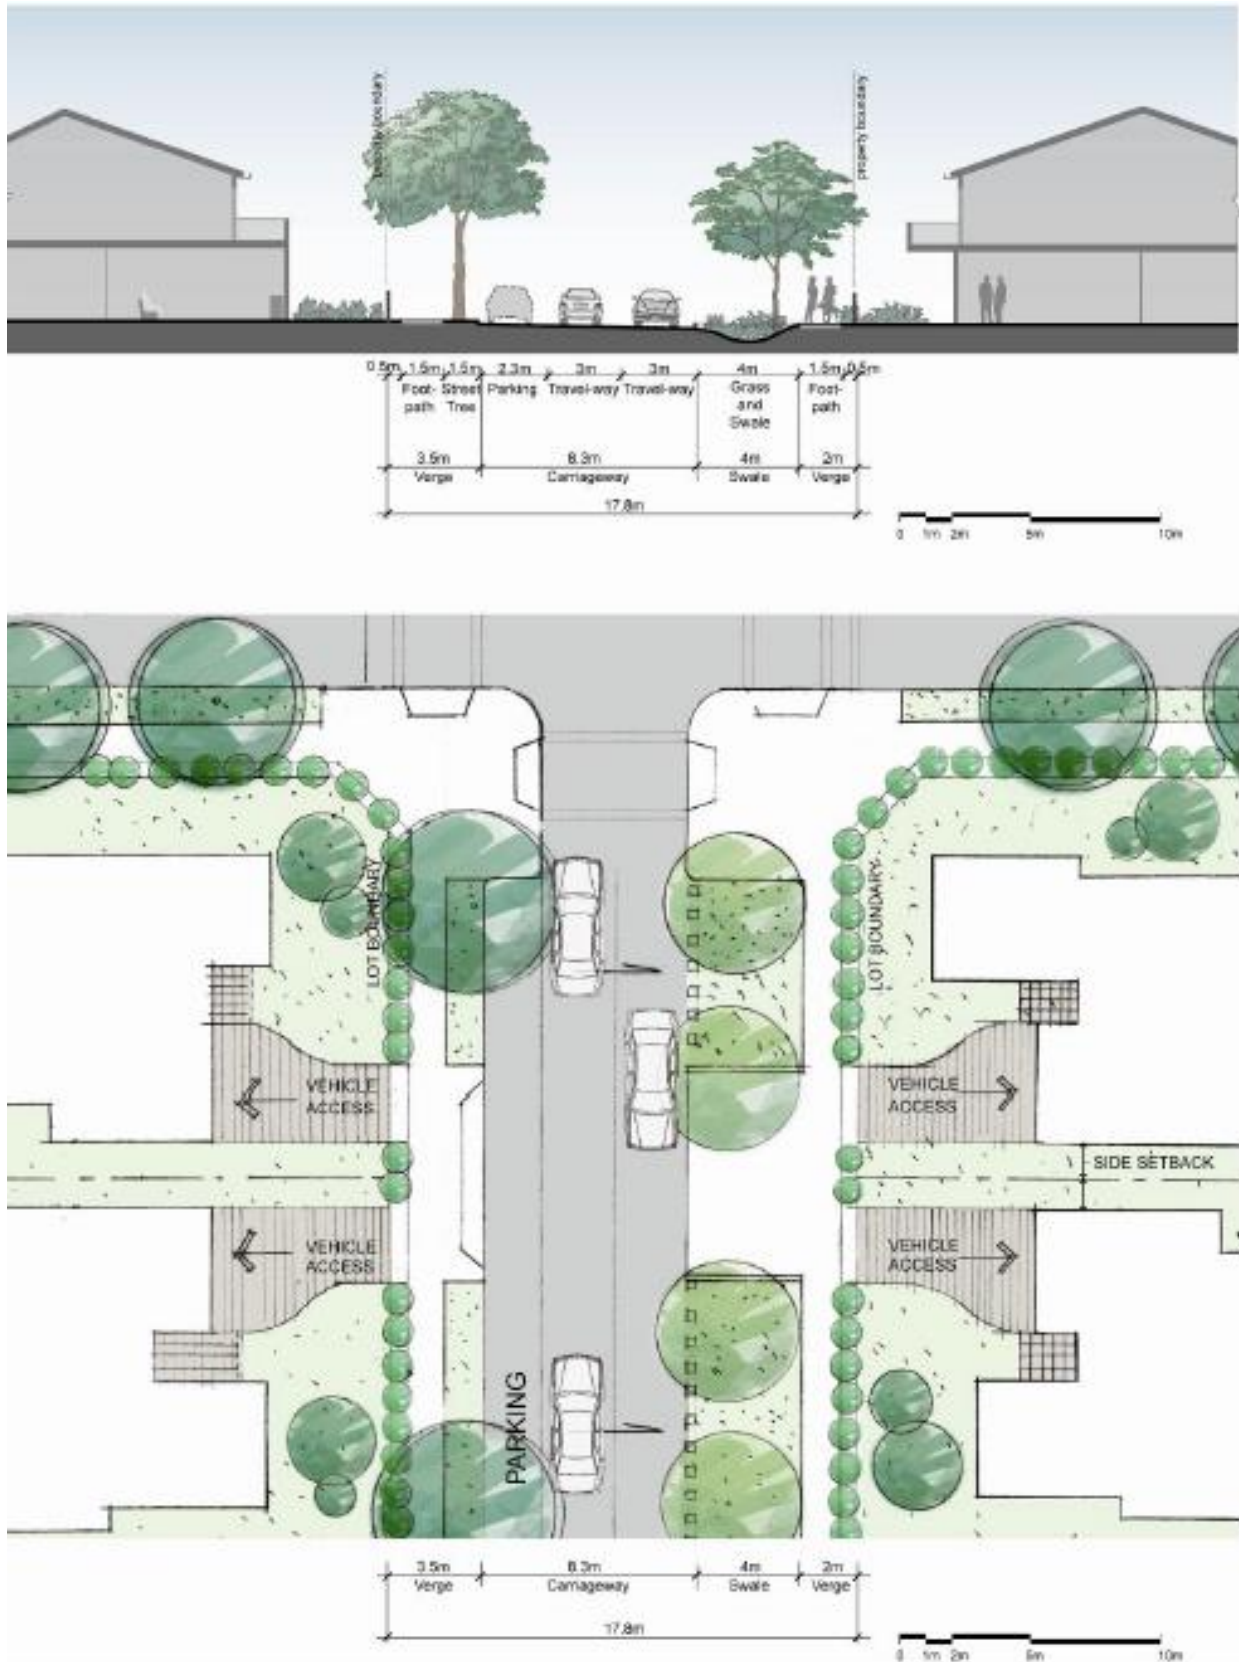 property boundary
property boundary
0.5m 1.5m 1.5m 2.3m 3m 3m 4m 1.5m 0.5m
Foot- Street Parking Travel-way Travel-way Grass Foot-
path Tree and path
Swale
3.5m 8.3m 4m 2m
Verge Carriageway Swale Verge
17.8m
0 1m 2m 5m 10m
LOT BOUNDARY
LOT BOUNDARY
VEHICLE
ACCESS
VEHICLE
ACCESS
SIDE SETBACK
VEHICLE
ACCESS
VEHICLE
ACCESS
PARKING
3.5m 8.3m 4m 2m
Verge Carriageway Swale Verge
17.8m
0 1m 2m 5m 10m